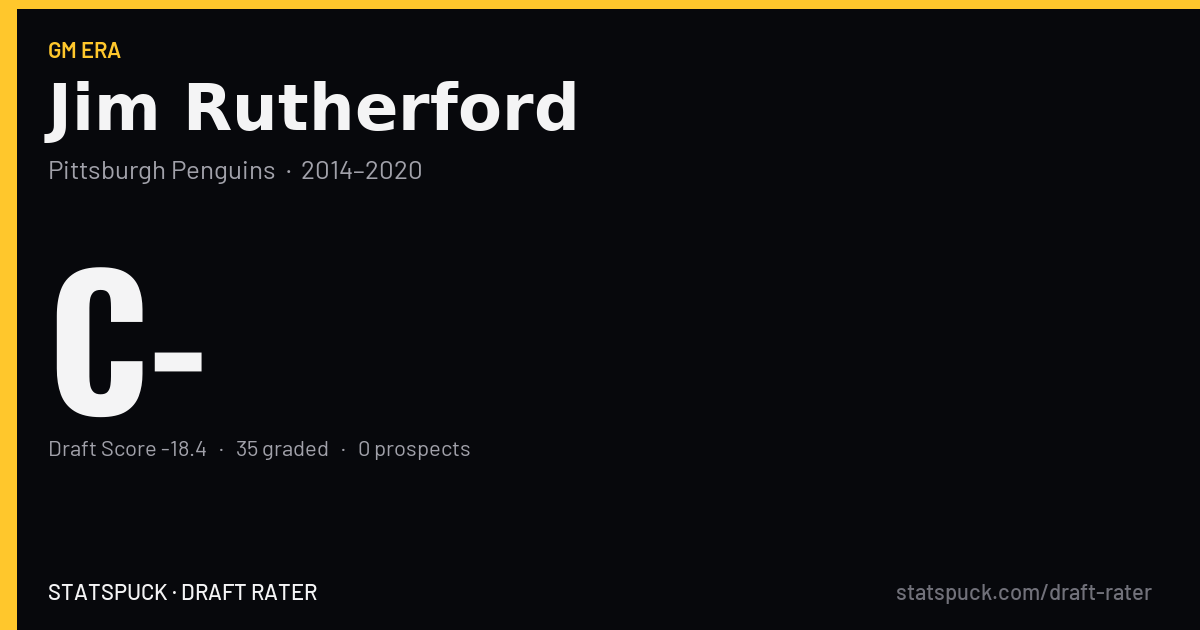 GM ERA
Jim Rutherford
Pittsburgh Penguins · 2014–2020
C-
Draft Score -18.4 · 35 graded · 0 prospects
STATSPUCK · DRAFT RATER
statspuck.com/draft-rater